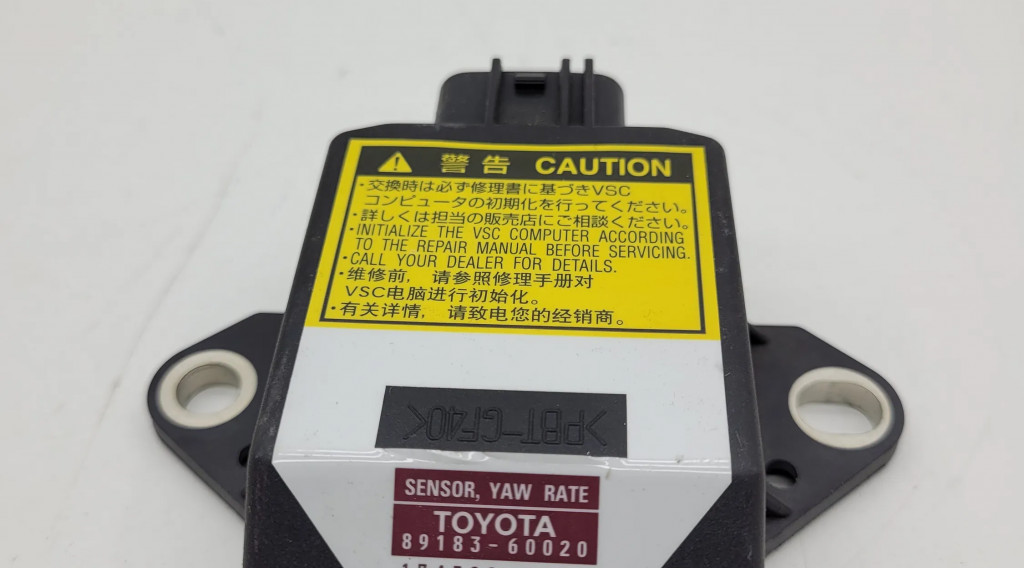 警告 CAUTION
・交換時は必ず修理書に基づきVSC
コンピュータの初期化を行ってください。
・詳しくは担当の販売店にご相談ください。
・INITIALIZE THE VSC COMPUTER ACCORDING
TO THE REPAIR MANUAL BEFORE SERVICING.
・CALL YOUR DEALER FOR DETAILS.
・维修前,请参照修理手册对
VSC电脑进行初始化。
・有关详情,请致电您的经销商。
>PBT-GF40<
SENSOR, YAW RATE
TOYOTA
89183-60020